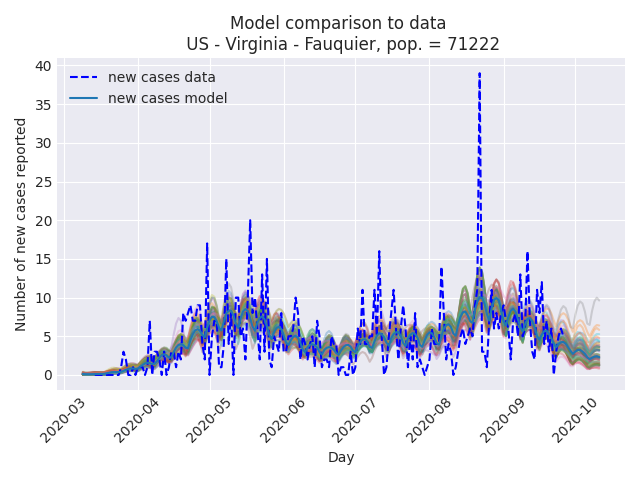 Model comparison to data
US - Virginia - Fauquier, pop. = 71222
new cases data
new cases model
Number of new cases reported
40
35
30
25
20
15
10
5
0
2020-03
2020-04
2020-05
2020-06
2020-07
2020-08
2020-09
2020-10
Day